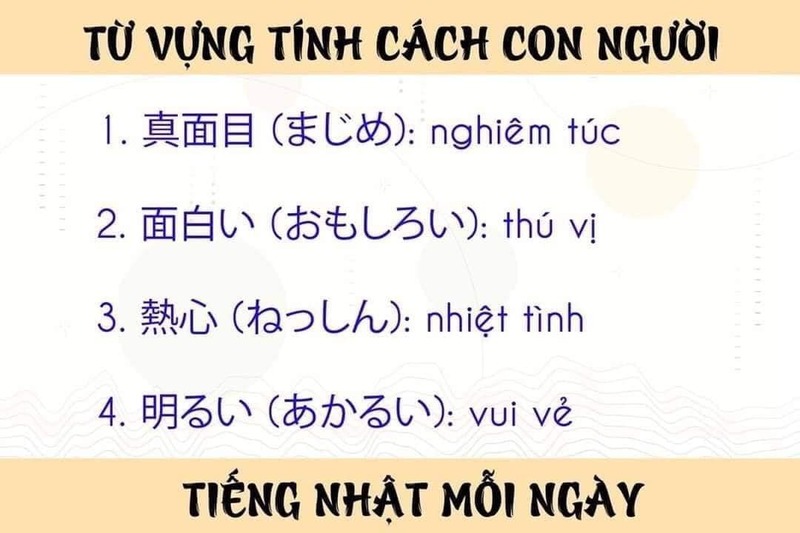 TỪ VỰNG TÍNH CÁCH CON NGƯỜI
1. 真面目 (まじめ): nghiêm túc
2. 面白い (おもしろい): thú vị
3. 熱心 (ねっしん): nhiệt tình
4. 明るい (あかるい): vui vẻ
TIẾNG NHẬT MỖI NGÀY